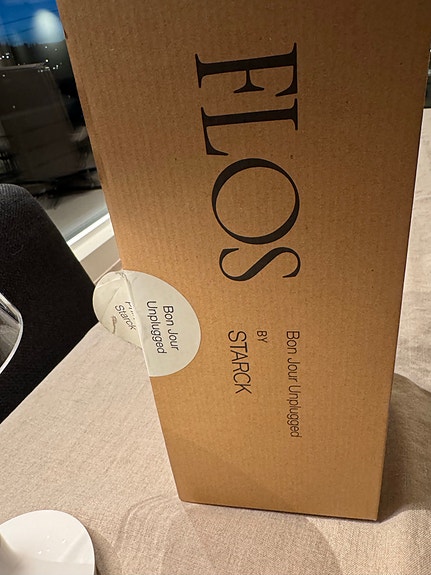 FLOS
Bon Jour Unplugged
BY
STARCK
Bon Jour
Unplugged
Starck